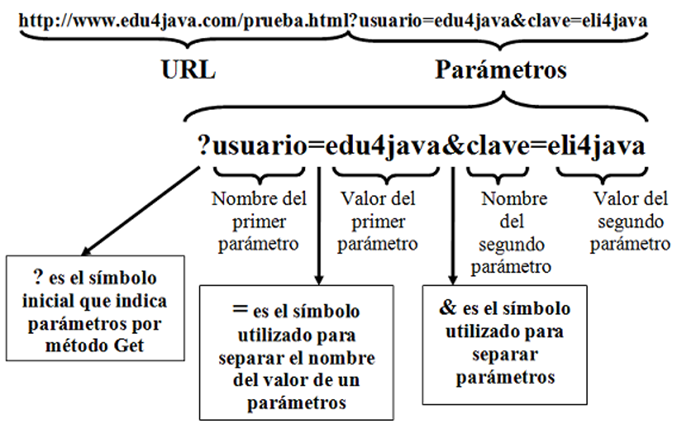 http://www.edu4java.com/prueba.html?usuario=edu4java&clave=eli4java
URL
Parámetros
?usuario=edu4java&clave=eli4java
Nombre del
primer
parámetro
Valor del
primer
parámetro
Nombre
del
segundo
parámetro
Valor del
segundo
parámetro
? es el símbolo
inicial que indica
parámetros por
método Get
= es el símbolo
utilizado para
separar el nombre
del valor de un
parámetros
& es el símbolo
utilizado para
separar
parámetros